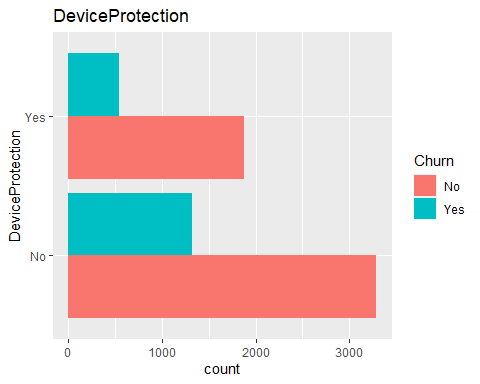 DeviceProtection
DeviceProtection
Yes
No
0 1000 2000 3000
count
Churn
No
Yes